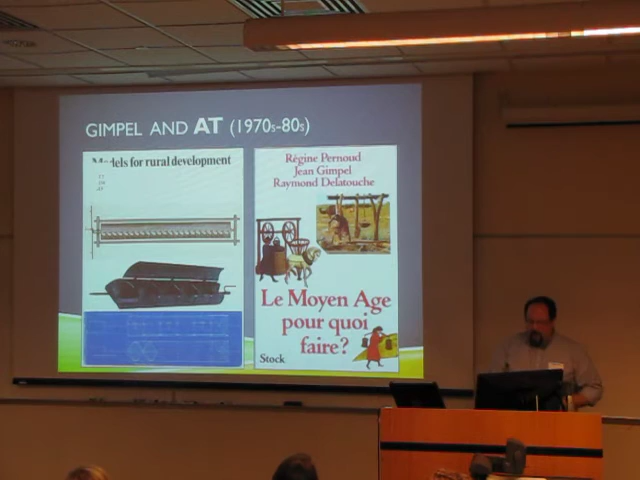 GIMPEL AND AT (1970s-80s)
Models for rural development
Régine Pernoud
Jean Gimpel
Raymond Delatouche
Le Moyen Age
pour quoi
faire?
Stock